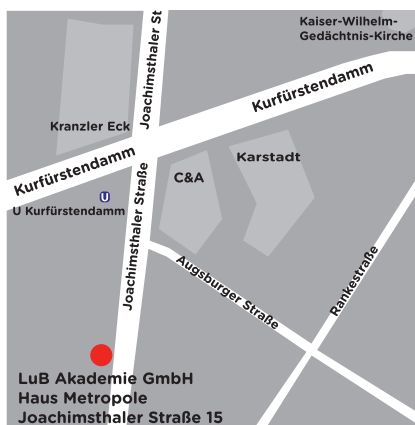 Kaiser-Wilhelm-
Gedächtnis-Kirche
Joachimsthaler St
Kurfürstendamm
Kranzler Eck
Karstadt
Kurfürstendamm
C&A
U
U Kurfürstendamm
Joachimsthaler Straße
Augsburger Straße
Rankestraße
LuB Akademie GmbH
Haus Metropole
Joachimsthaler Straße 15